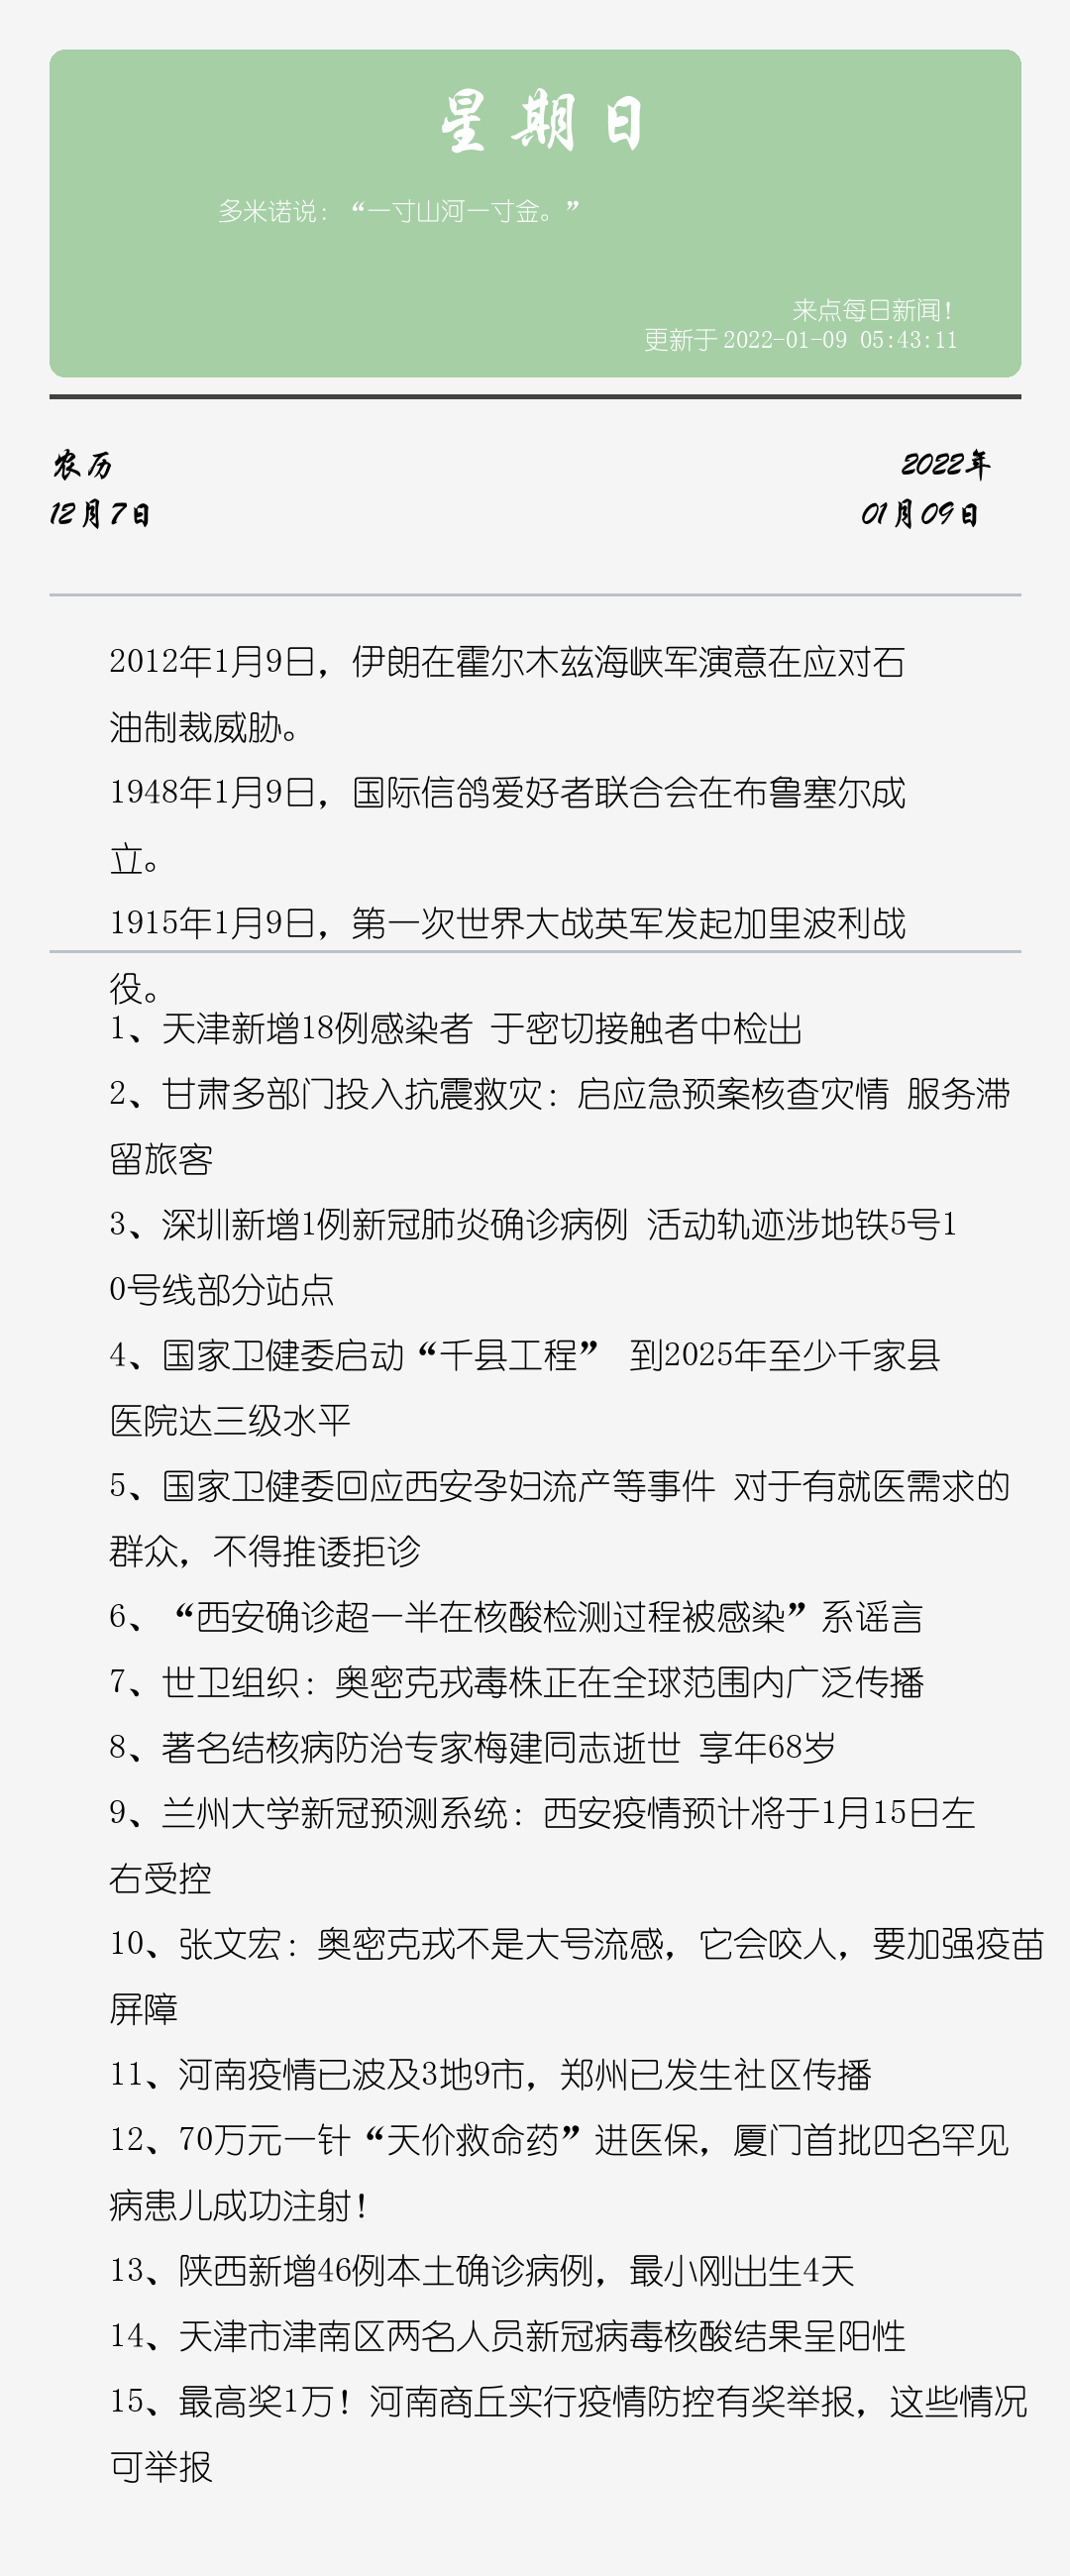 星期日
多米诺说：“一寸山河一寸金。”
来点每日新闻！
更新于 2022-01-09 05:43:11
农历
12月7日
2022年
01月09日
2012年1月9日，伊朗在霍尔木兹海峡军演意在应对石
油制裁威胁。
1948年1月9日，国际信鸽爱好者联合会在布鲁塞尔成
立。
1915年1月9日，第一次世界大战英军发起加里波利战
役。
1、天津新增18例感染者 于密切接触者中检出
2、甘肃多部门投入抗震救灾：启应急预案核查灾情 服务滞
留旅客
3、深圳新增1例新冠肺炎确诊病例 活动轨迹涉地铁5号1
0号线部分站点
4、国家卫健委启动“千县工程” 到2025年至少千家县
医院达三级水平
5、国家卫健委回应西安孕妇流产等事件 对于有就医需求的
群众，不得推诿拒诊
6、“西安确诊超一半在核酸检测过程被感染”系谣言
7、世卫组织：奥密克戎毒株正在全球范围内广泛传播
8、著名结核病防治专家梅建同志逝世 享年68岁
9、兰州大学新冠预测系统：西安疫情预计将于1月15日左
右受控
10、张文宏：奥密克戎不是大号流感，它会咬人，要加强疫苗
屏障
11、河南疫情已波及3地9市，郑州已发生社区传播
12、70万元一针“天价救命药”进医保，厦门首批四名罕见
病患儿成功注射！
13、陕西新增46例本土确诊病例，最小刚出生4天
14、天津市津南区两名人员新冠病毒核酸结果呈阳性
15、最高奖1万！河南商丘实行疫情防控有奖举报，这些情况
可举报